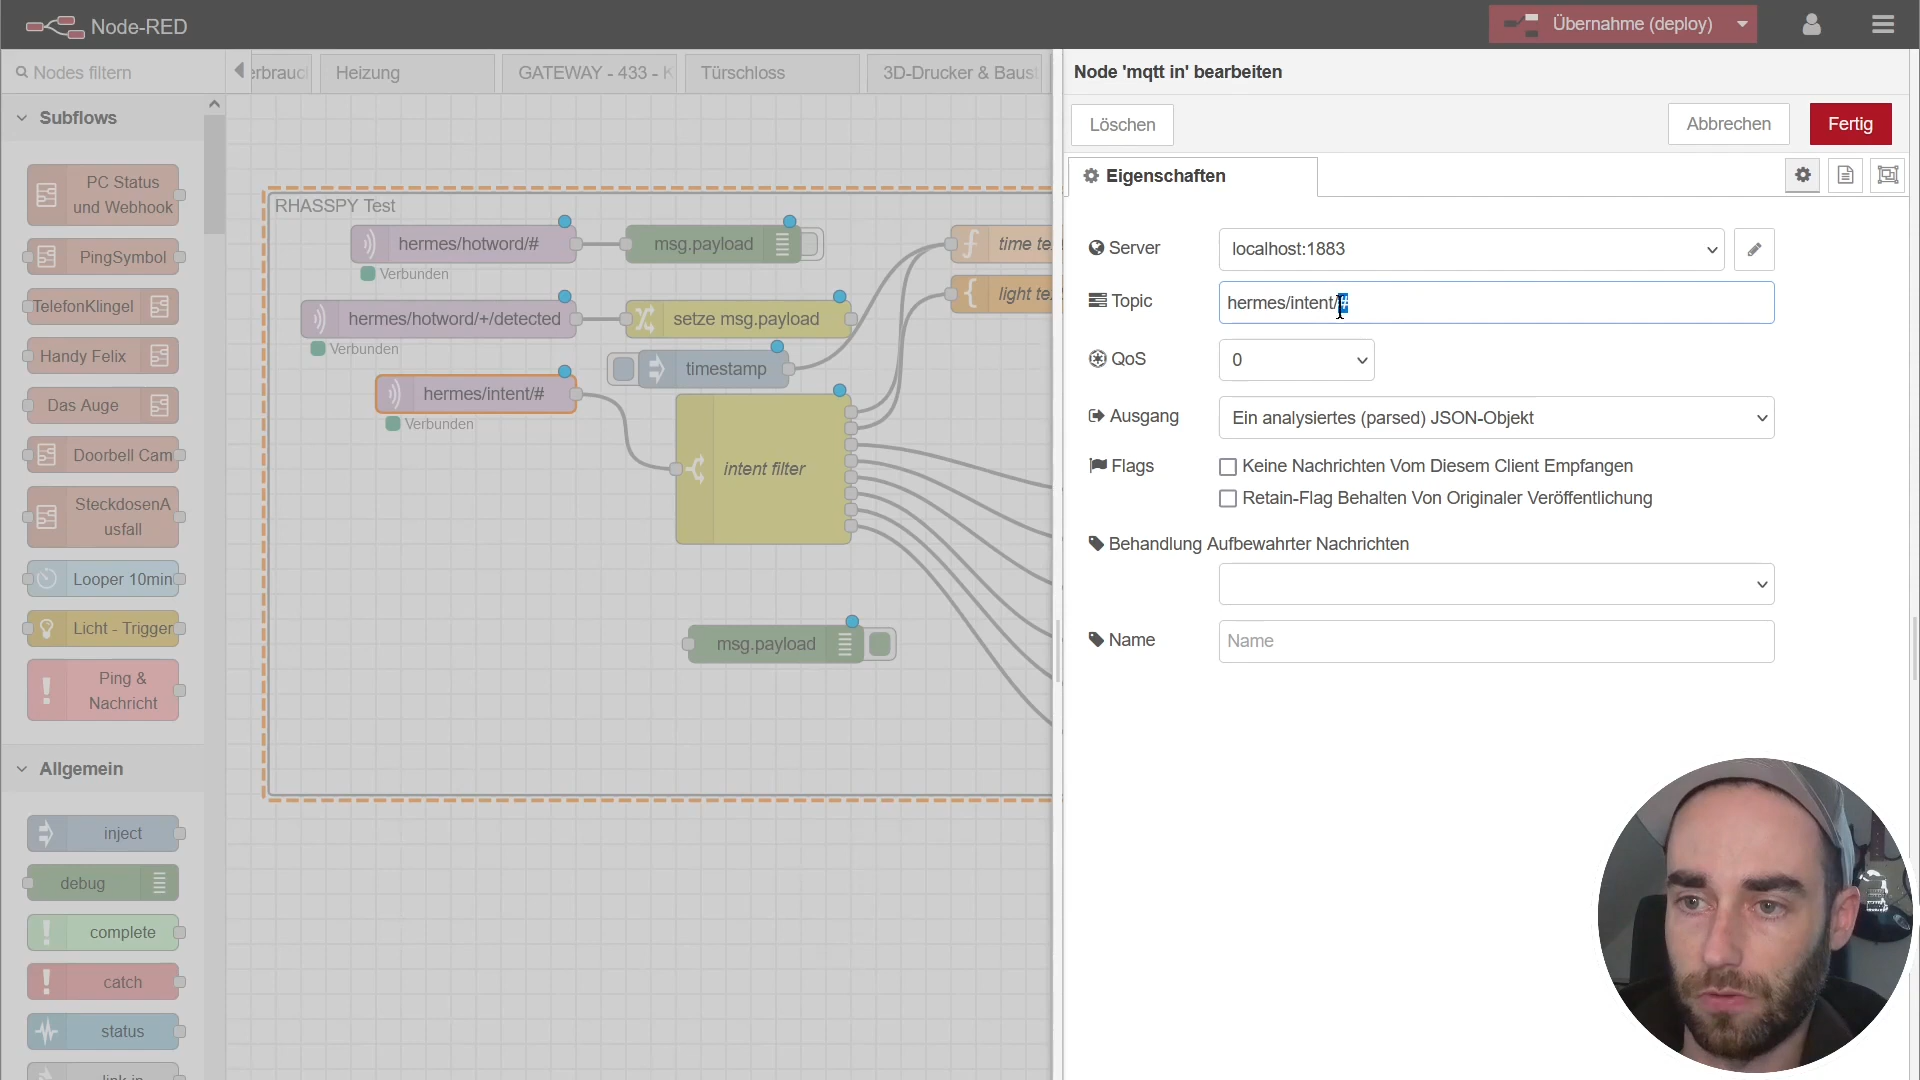 Node-RED
Übernahme (deploy)
Nodes filtern
Heizung
GATEWAY - 433 -
Türschloss
3D-Drucker &
Node 'mqtt in' bearbeiten
Löschen
Abbrechen
Fertig
Eigenschaften
Server
localhost:1883
Topic
hermes/intent/#
QoS
0
Ausgang
Ein analysiertes (parsed) JSON-Objekt
Flags
Keine Nachrichten Vom Diesem Client Empfangen
Retain-Flag Behalten Von Originaler Veröffentlichung
Behandlung Aufbewahrter Nachrichten
Name
Name
Subflows
PC Status
und Webhook
PingSymbol
TelefonKlingel
Handy Felix
Das Auge
Doorbell Cam
SteckdosenA
usfall
Looper 10min
Licht - Trigger
Ping &
Nachricht
Allgemein
inject
debug
complete
catch
status
link in
RHASSPY Test
hermes/hotword/#
Verbunden
msg.payload
time
hermes/hotword/+/detected
Verbunden
setze msg.payload
light
timestamp
hermes/intent/#
Verbunden
intent filter
msg.payload